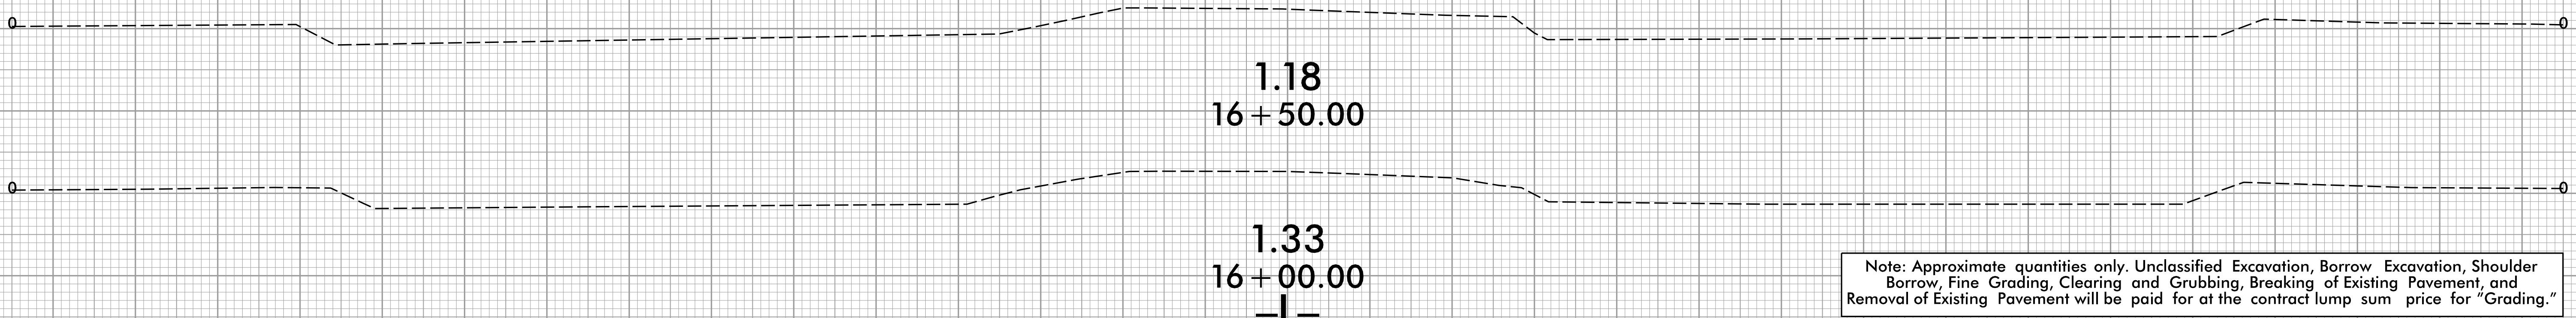 0 0
1.18
16+50.00
0 0
1.33
16+00.00
Note: Approximate quantities only. Unclassified Excavation, Borrow Excavation, Shoulder
Borrow, Fine Grading, Clearing and Grubbing, Breaking of Existing Pavement, and
Removal of Existing Pavement will be paid for at the contract lump sum price for "Grading."